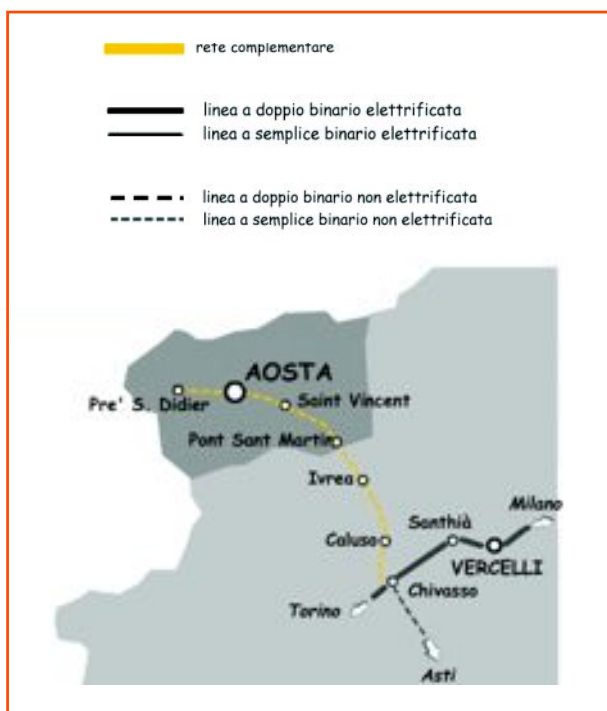 rete complementare
linea a doppio binario elettrificata
linea a semplice binario elettrificata
linea a doppio binario non elettrificata
linea a semplice binario non elettrificata
AOSTA
Pre' S. Didier
Saint Vincent
Pont Sant Martin
Ivrea
Milano
Santhià
Caluso
VERCELLI
Chivasso
Torino
Asti